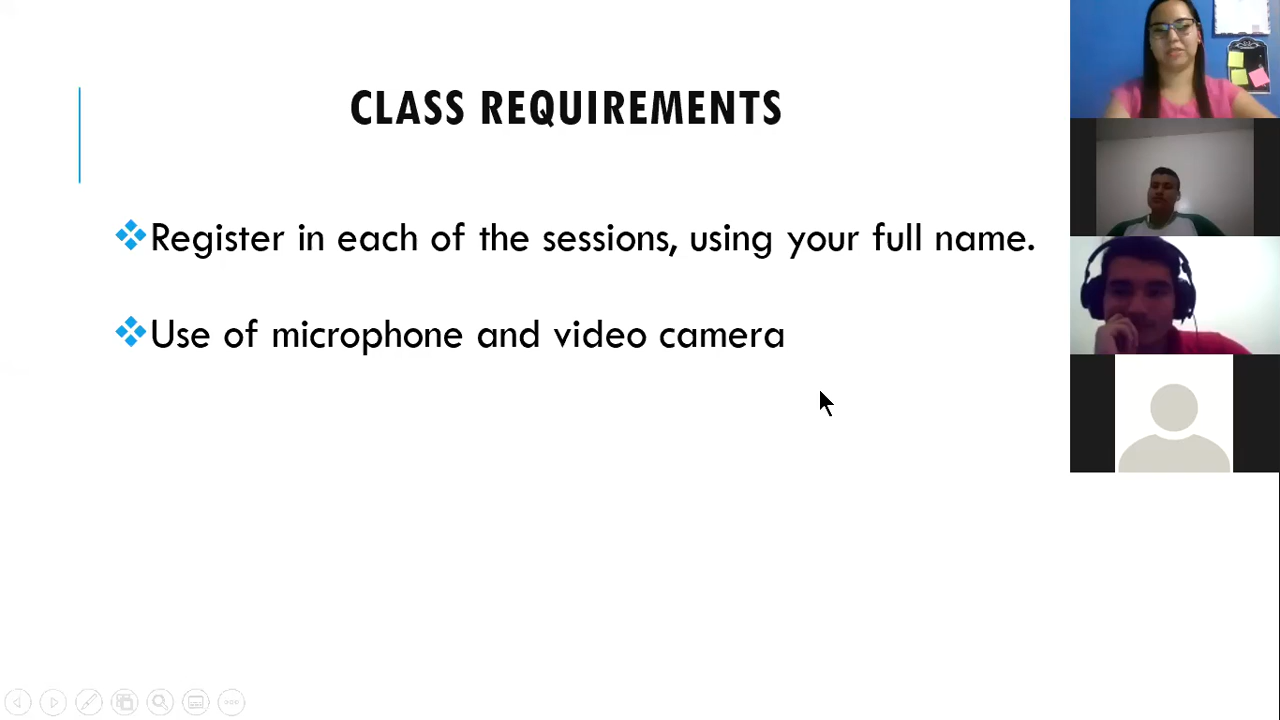 CLASS REQUIREMENTS
Register in each of the sessions, using your full name.
Use of microphone and video camera